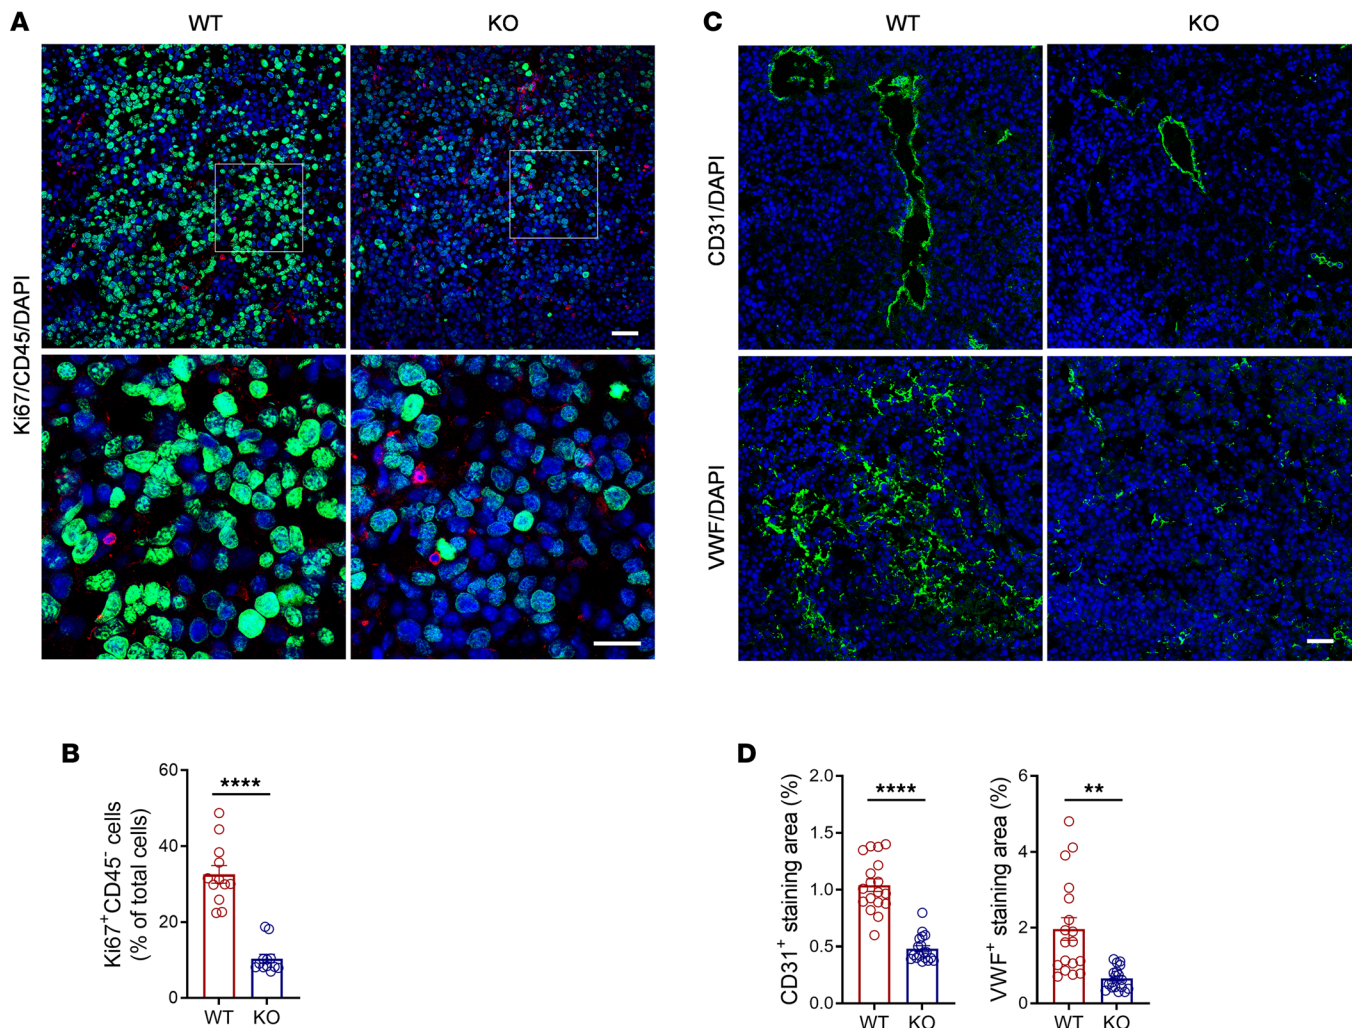 A
WT
KO
Ki67/CD45/DAPI
C
WT
KO
CD31/DAPI
VWF/DAPI
B
Ki67⁺CD45⁻ cells
(% of total cells)
60
40
20
0
****
WT
KO
D
CD31⁺ staining area (%)
2.0
1.5
1.0
0.5
0.0
****
WT
KO
VWF⁺ staining area (%)
6
4
2
0
**
WT
KO